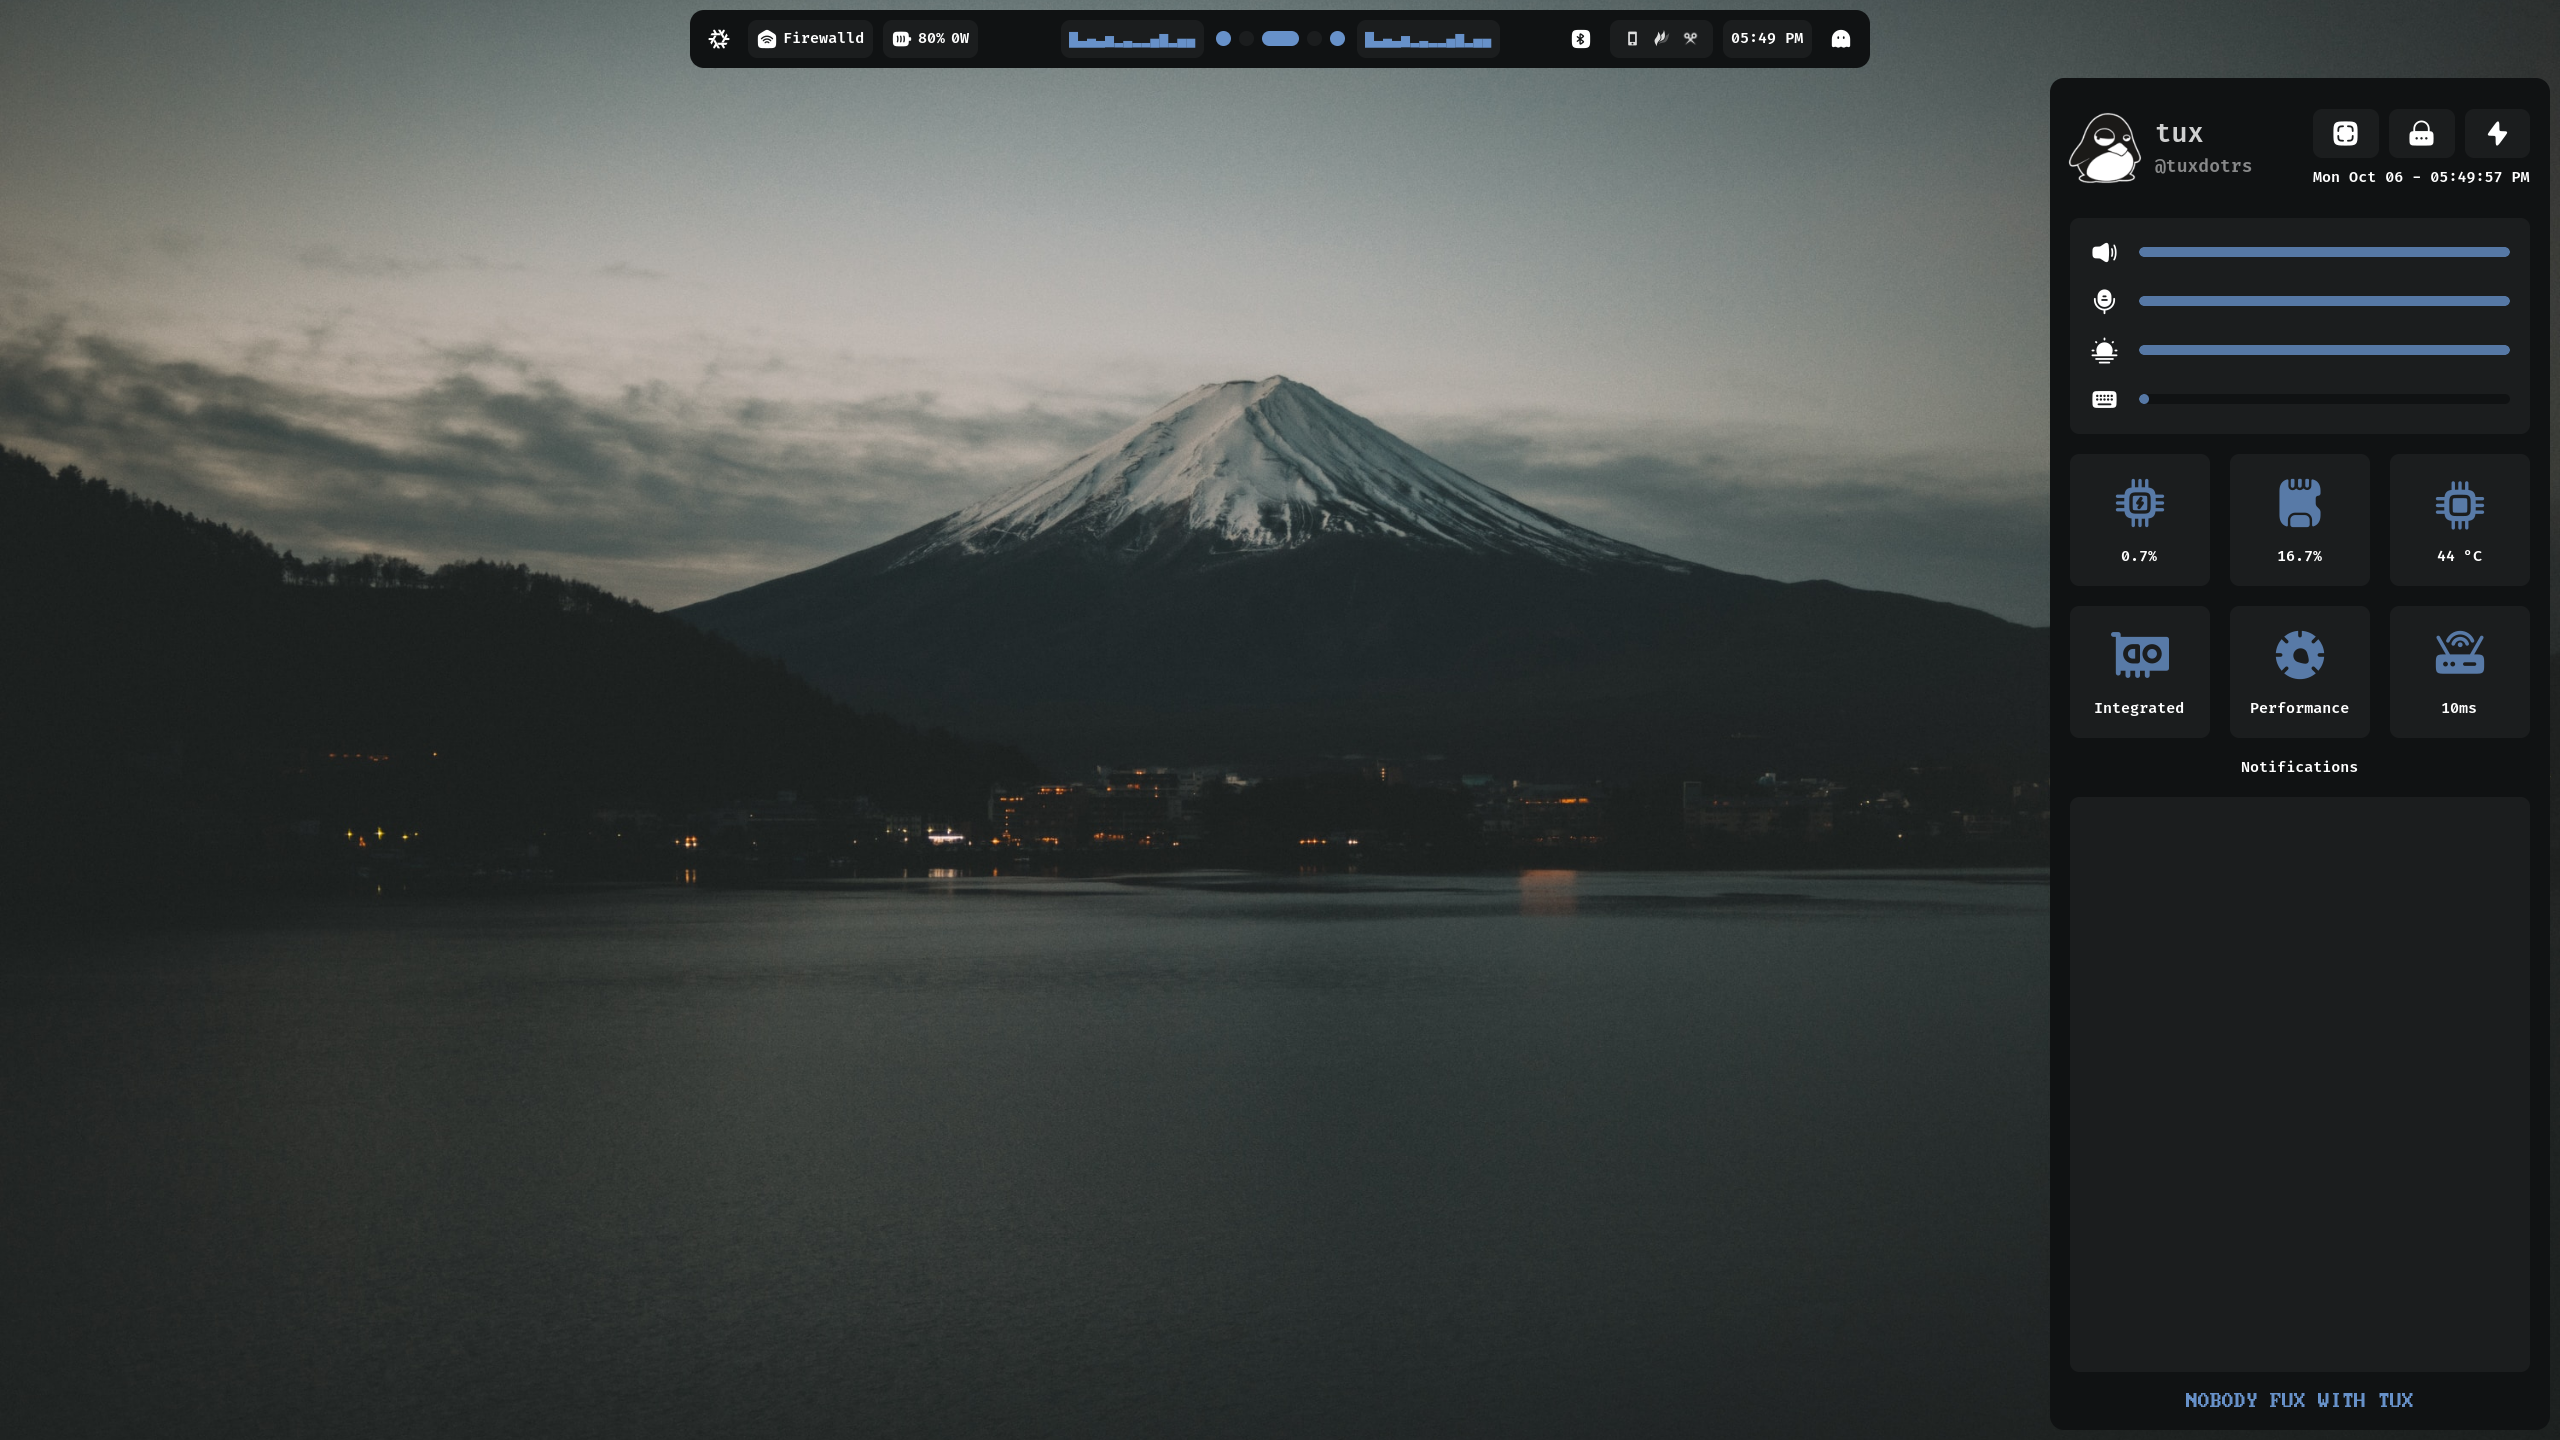 Firewalld
80% 0W
05:49 PM
tux
@tuxdotrs
Mon Oct 06 - 05:49:57 PM
0.7%
16.7%
44 °C
Integrated
Performance
10ms
Notifications
NOBODY FUX WITH TUX